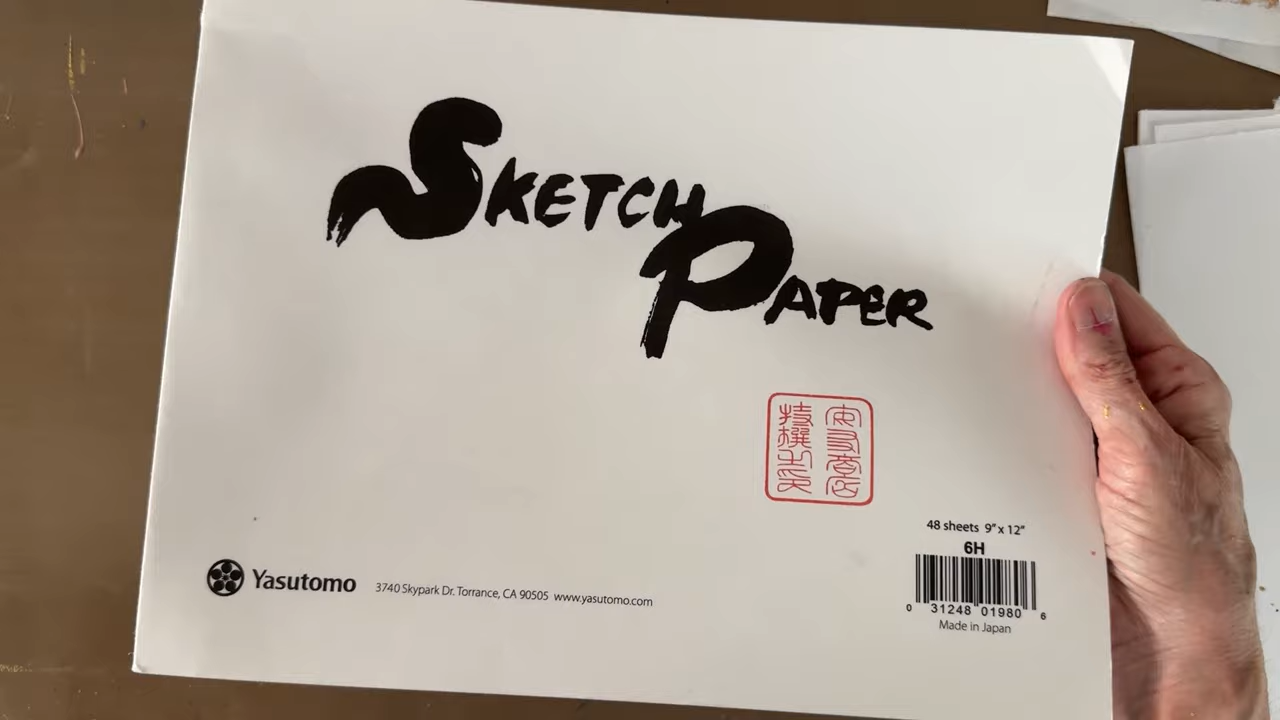 SKETCH
PAPER
48 sheets 9" x 12"
6H
0 31248 01980 6
Made in Japan
Yasutomo
3740 Skypark Dr. Torrance, CA 90505 www.yasutomo.com